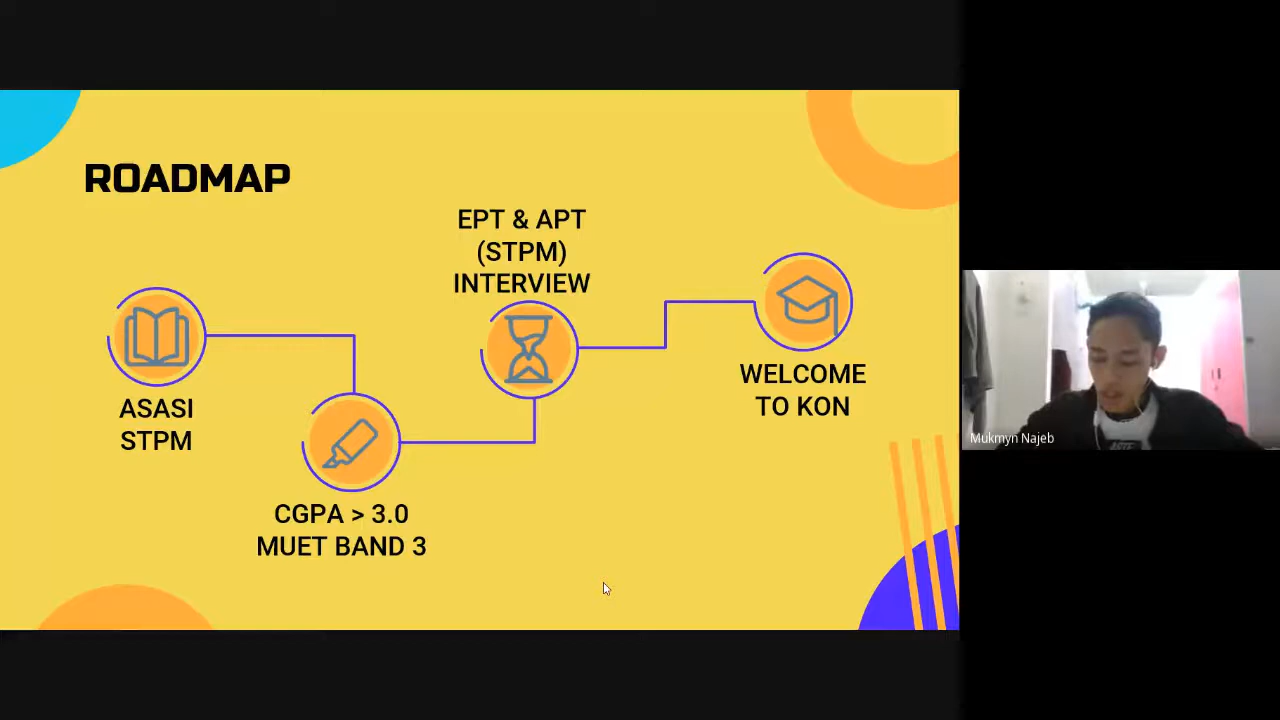 ROADMAP
EPT & APT
(STPM)
INTERVIEW
ASASI
STPM
CGPA > 3.0
MUET BAND 3
WELCOME
TO KON
Mukmyn Najeb